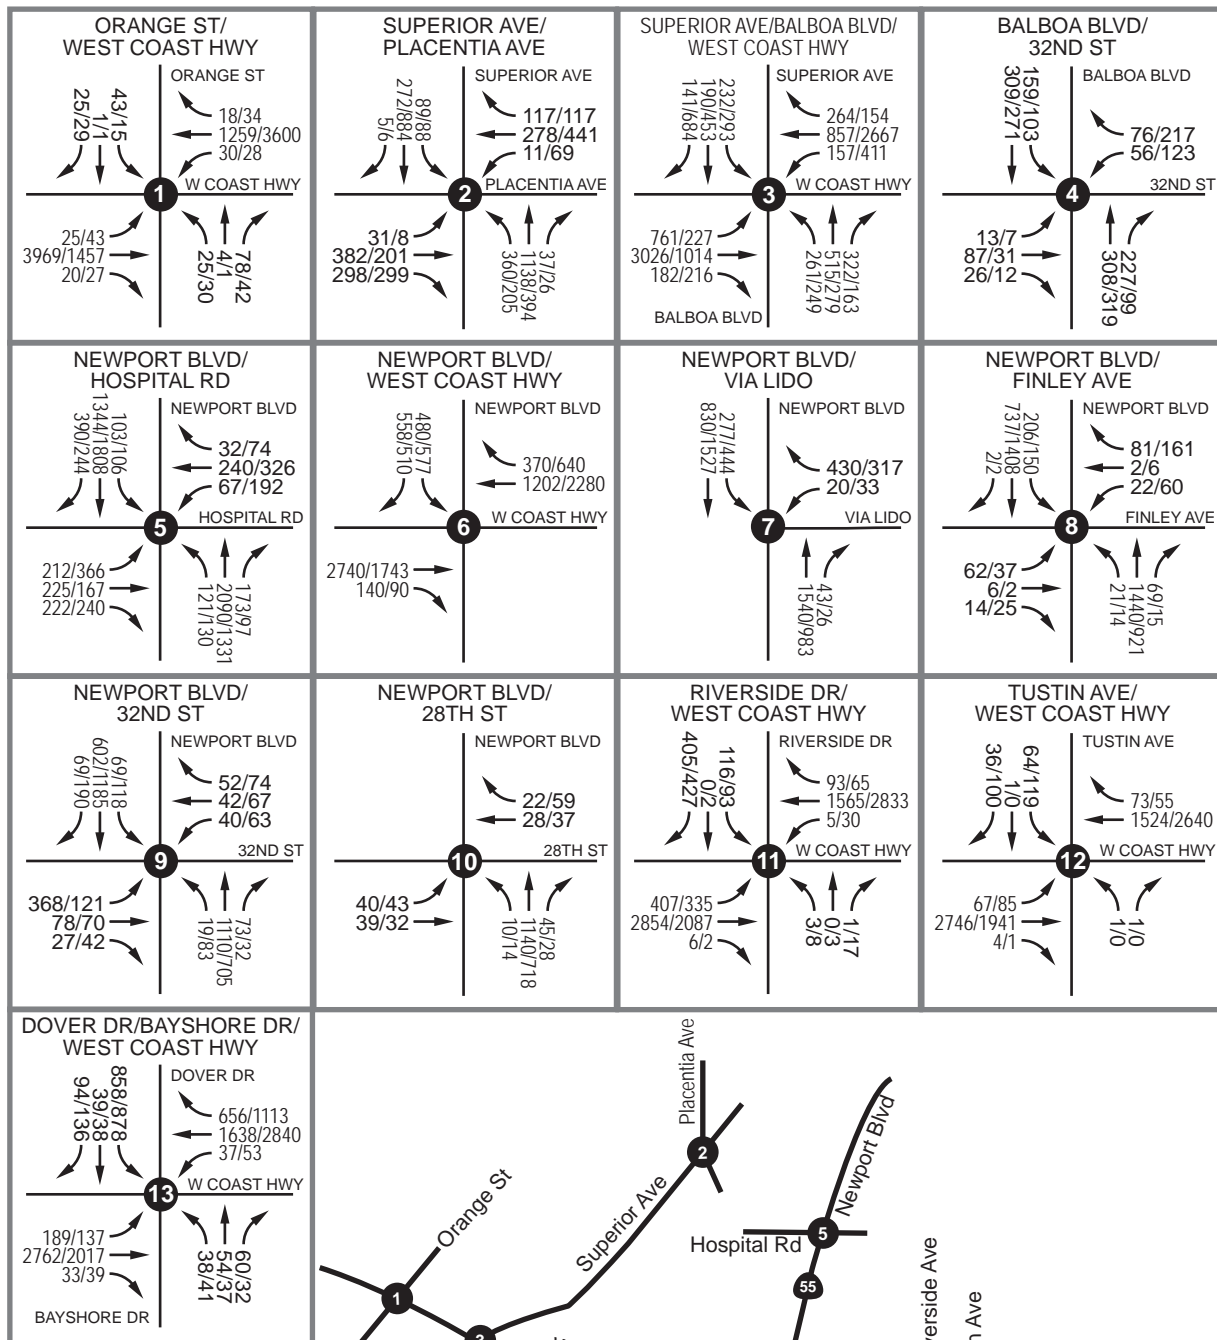 ORANGE ST/
WEST COAST HWY
ORANGE ST
25/29
1/1
43/15
18/34
1259/3600
30/28
1
W COAST HWY
25/43
3969/1457
20/27
25/30
4/1
78/42
SUPERIOR AVE/
PLACENTIA AVE
SUPERIOR AVE
5/6
272/884
89/88
117/117
278/441
11/69
2
PLACENTIA AVE
31/8
382/201
298/299
360/205
1138/394
37/26
SUPERIOR AVE/BALBOA BLVD/
WEST COAST HWY
SUPERIOR AVE
141/684
190/453
232/293
264/154
857/2667
157/411
3
W COAST HWY
761/227
3026/1014
182/216
261/249
515/279
322/163
BALBOA BLVD
BALBOA BLVD/
32ND ST
BALBOA BLVD
309/271
159/103
76/217
56/123
4
32ND ST
13/7
87/31
26/12
308/319
227/99
NEWPORT BLVD/
HOSPITAL RD
NEWPORT BLVD
390/244
1344/1808
103/106
32/74
240/326
67/192
5
HOSPITAL RD
212/366
225/167
222/240
121/130
2090/1331
173/97
NEWPORT BLVD/
WEST COAST HWY
NEWPORT BLVD
558/510
480/577
370/640
1202/2280
6
W COAST HWY
2740/1743
140/90
NEWPORT BLVD/
VIA LIDO
NEWPORT BLVD
830/1527
277/444
430/317
20/33
7
VIA LIDO
1540/983
43/26
NEWPORT BLVD/
FINLEY AVE
NEWPORT BLVD
2/2
737/1408
206/150
81/161
2/6
22/60
8
FINLEY AVE
62/37
6/2
14/25
21/14
1440/921
69/15
NEWPORT BLVD/
32ND ST
NEWPORT BLVD
69/190
602/1185
69/118
52/74
42/67
40/63
9
32ND ST
368/121
78/70
27/42
19/83
1110/705
73/32
NEWPORT BLVD/
28TH ST
NEWPORT BLVD
22/59
28/37
10
28TH ST
40/43
39/32
10/14
1140/718
45/28
RIVERSIDE DR/
WEST COAST HWY
RIVERSIDE DR
405/427
0/2
116/93
93/65
1565/2833
5/30
11
W COAST HWY
407/335
2854/2087
6/2
3/8
0/3
1/17
TUSTIN AVE/
WEST COAST HWY
TUSTIN AVE
36/100
1/0
64/119
73/55
1524/2640
12
W COAST HWY
67/85
2746/1941
4/1
1/0
1/0
DOVER DR/BAYSHORE DR/
WEST COAST HWY
DOVER DR
94/136
39/38
858/878
656/1113
1638/2840
37/53
13
W COAST HWY
189/137
2762/2017
33/39
38/41
54/37
60/32
BAYSHORE DR
Placentia Ave
2
Newport Blvd
Orange St
Superior Ave
Hospital Rd
5
55
1
erside Ave
Ave